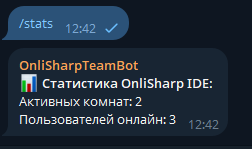 /stats
12:42
OnliSharpTeamBot
📊 Статистика OnliSharp IDE:
Активных комнат: 2
Пользователей онлайн: 3
12:42